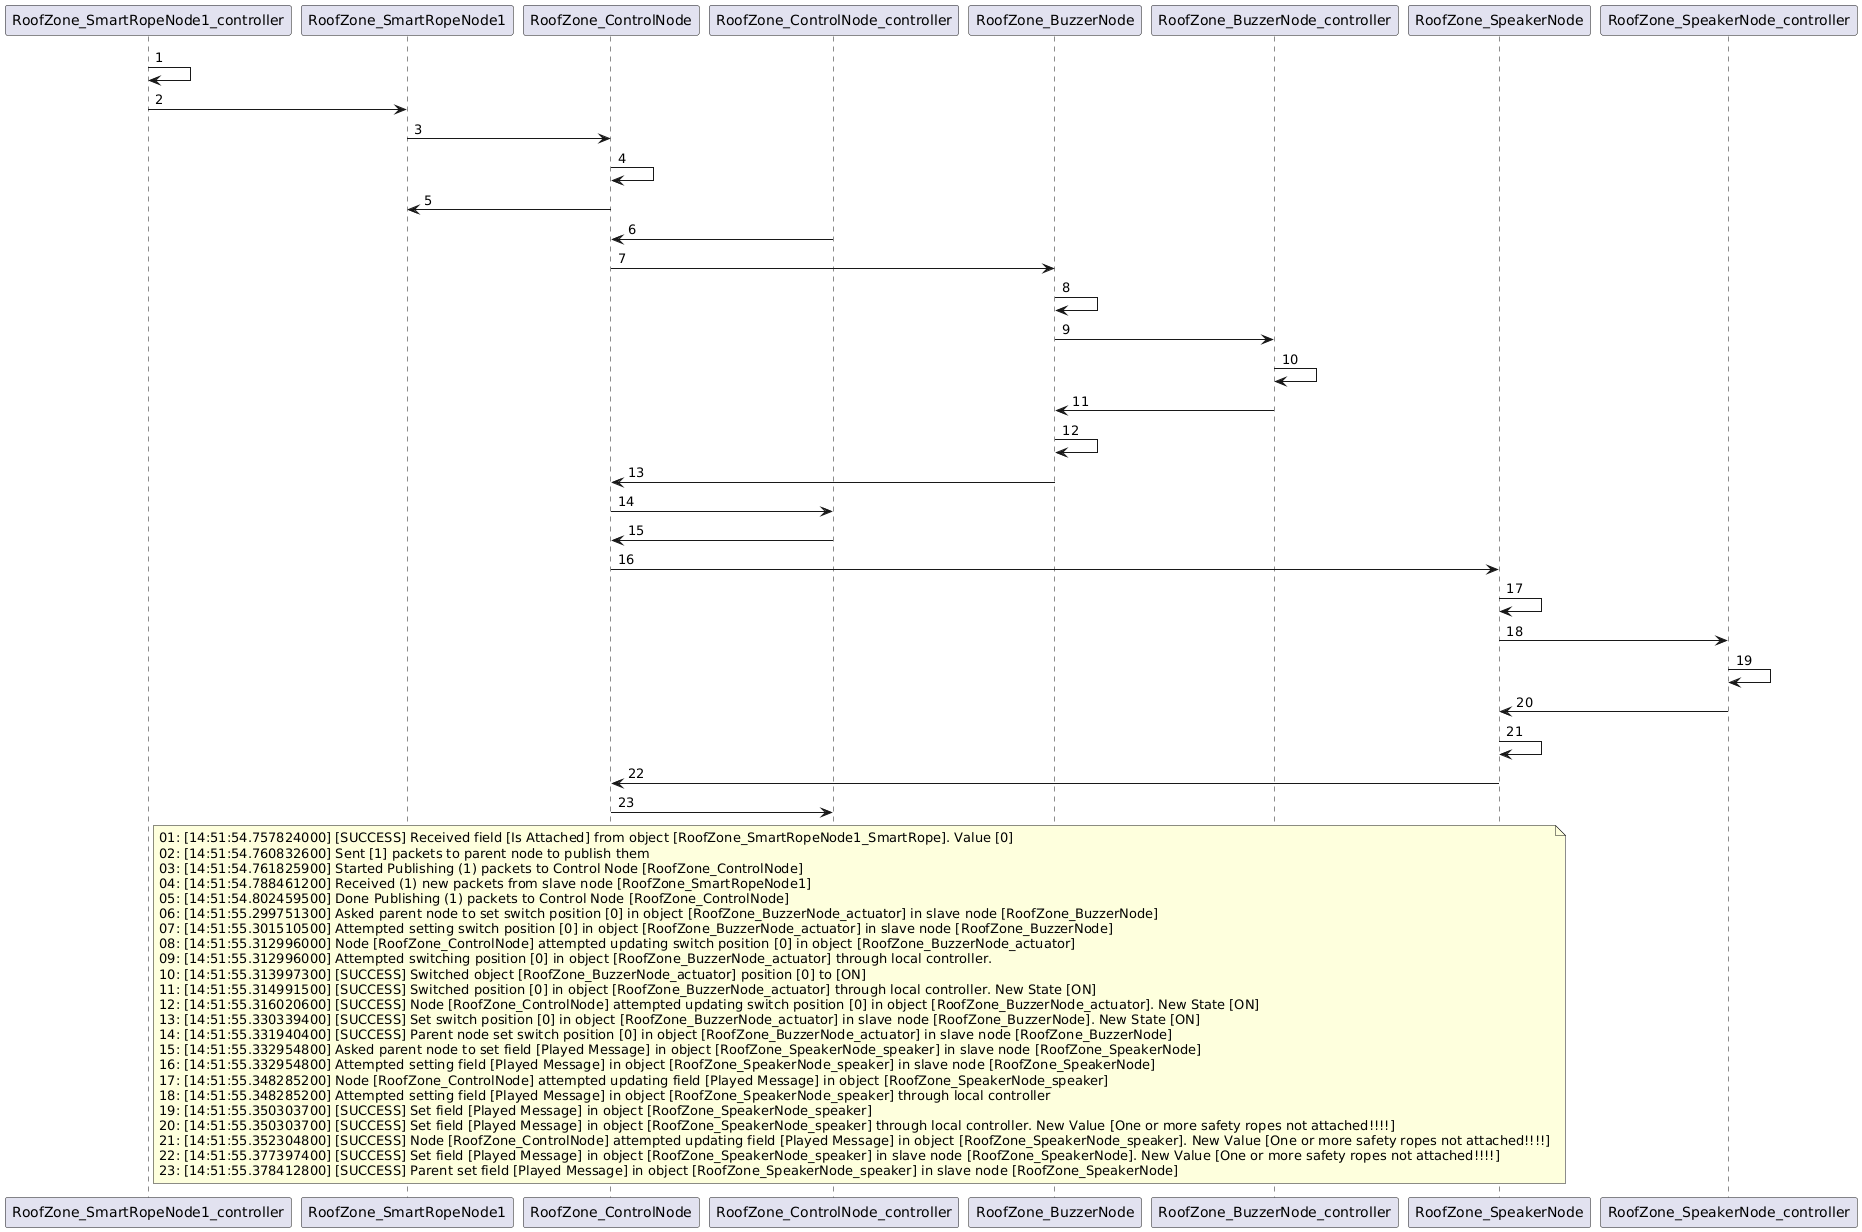 RoofZone_SmartRopeNode1_controller RoofZone_SmartRopeNode1 RoofZone_ControlNode RoofZone_ControlNode_controller RoofZone_BuzzerNode RoofZone_BuzzerNode_controller RoofZone_SpeakerNode RoofZone_SpeakerNode_controller
1
2
3
4
5
6
7
8
9
10
11
12
13
14
15
16
17
18
19
20
21
22
23
01: [14:51:54.757824000] [SUCCESS] Received field [Is Attached] from object [RoofZone_SmartRopeNode1_SmartRope]. Value [0]
02: [14:51:54.760832600] Sent [1] packets to parent node to publish them
03: [14:51:54.761825900] Started Publishing (1) packets to Control Node [RoofZone_ControlNode]
04: [14:51:54.788461200] Received (1) new packets from slave node [RoofZone_SmartRopeNode1]
05: [14:51:54.802459500] Done Publishing (1) packets to Control Node [RoofZone_ControlNode]
06: [14:51:55.299751300] Asked parent node to set switch position [0] in object [RoofZone_BuzzerNode_actuator] in slave node [RoofZone_BuzzerNode]
07: [14:51:55.301510500] Attempted setting switch position [0] in object [RoofZone_BuzzerNode_actuator] in slave node [RoofZone_BuzzerNode]
08: [14:51:55.312996000] Node [RoofZone_ControlNode] attempted updating switch position [0] in object [RoofZone_BuzzerNode_actuator]
09: [14:51:55.312996000] Attempted switching position [0] in object [RoofZone_BuzzerNode_actuator] through local controller.
10: [14:51:55.313997300] [SUCCESS] Switched object [RoofZone_BuzzerNode_actuator] position [0] to [ON]
11: [14:51:55.314991500] [SUCCESS] Switched position [0] in object [RoofZone_BuzzerNode_actuator] through local controller. New State [ON]
12: [14:51:55.316020600] [SUCCESS] Node [RoofZone_ControlNode] attempted updating switch position [0] in object [RoofZone_BuzzerNode_actuator]. New State [ON]
13: [14:51:55.330339400] [SUCCESS] Set switch position [0] in object [RoofZone_BuzzerNode_actuator] in slave node [RoofZone_BuzzerNode]. New State [ON]
14: [14:51:55.331940400] [SUCCESS] Parent node set switch position [0] in object [RoofZone_BuzzerNode_actuator] in slave node [RoofZone_BuzzerNode]
15: [14:51:55.332954800] Asked parent node to set field [Played Message] in object [RoofZone_SpeakerNode_speaker] in slave node [RoofZone_SpeakerNode]
16: [14:51:55.332954800] Attempted setting field [Played Message] in object [RoofZone_SpeakerNode_speaker] in slave node [RoofZone_SpeakerNode]
17: [14:51:55.348285200] Node [RoofZone_ControlNode] attempted updating field [Played Message] in object [RoofZone_SpeakerNode_speaker]
18: [14:51:55.348285200] Attempted setting field [Played Message] in object [RoofZone_SpeakerNode_speaker] through local controller
19: [14:51:55.350303700] [SUCCESS] Set field [Played Message] in object [RoofZone_SpeakerNode_speaker]
20: [14:51:55.350303700] [SUCCESS] Set field [Played Message] in object [RoofZone_SpeakerNode_speaker] through local controller. New Value [One or more safety ropes not attached!!!!]
21: [14:51:55.352304800] [SUCCESS] Node [RoofZone_ControlNode] attempted updating field [Played Message] in object [RoofZone_SpeakerNode_speaker]. New Value [One or more safety ropes not attached!!!!]
22: [14:51:55.377397400] [SUCCESS] Set field [Played Message] in object [RoofZone_SpeakerNode_speaker] in slave node [RoofZone_SpeakerNode]. New Value [One or more safety ropes not attached!!!!]
23: [14:51:55.378412800] [SUCCESS] Parent set field [Played Message] in object [RoofZone_SpeakerNode_speaker] in slave node [RoofZone_SpeakerNode]
RoofZone_SmartRopeNode1_controller RoofZone_SmartRopeNode1 RoofZone_ControlNode RoofZone_ControlNode_controller RoofZone_BuzzerNode RoofZone_BuzzerNode_controller RoofZone_SpeakerNode RoofZone_SpeakerNode_controller